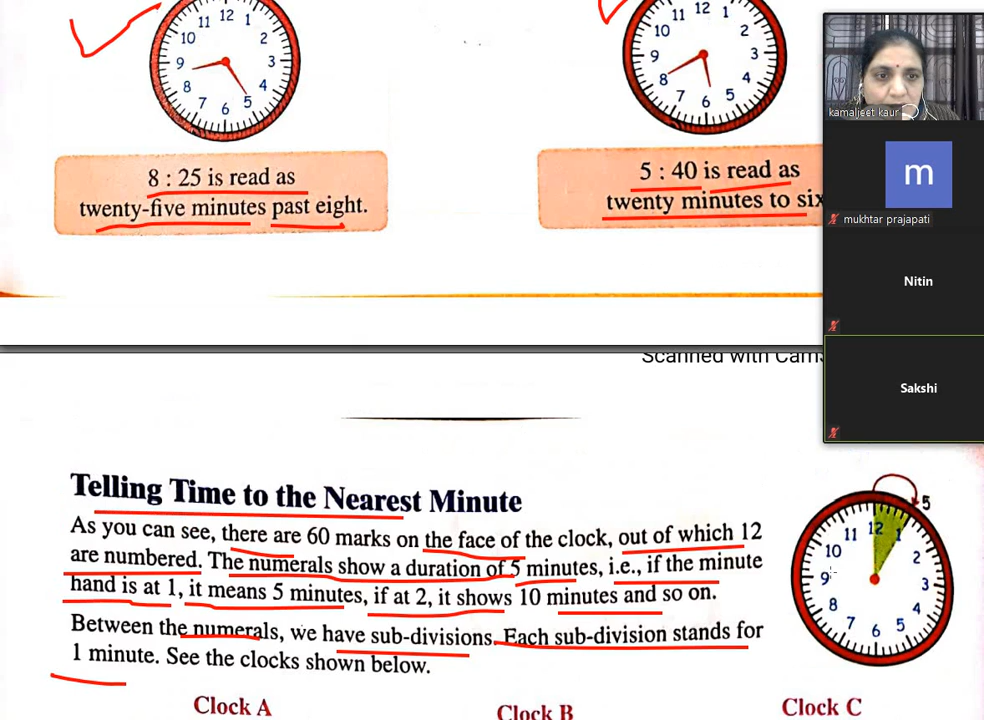 11 12 1
10 2
9 3
8 4
7 6 5
11 12 1
10 2
9 3
8 4
7 6 5
8 : 25 is read as
twenty-five minutes past eight.
5 : 40 is read as
twenty minutes to six
kamaljeet kaur
m
mukhtar prajapati
Nitin
Sakshi
Scanned with Cam
Telling Time to the Nearest Minute
As you can see, there are 60 marks on the face of the clock, out of which 12
are numbered. The numerals show a duration of 5 minutes, i.e., if the minute
hand is at 1, it means 5 minutes, if at 2, it shows 10 minutes and so on.
Between the numerals, we have sub-divisions. Each sub-division stands for
1 minute. See the clocks shown below.
5
11 12 1
10 2
9 3
8 4
7 6 5
Clock A
Clock B
Clock C